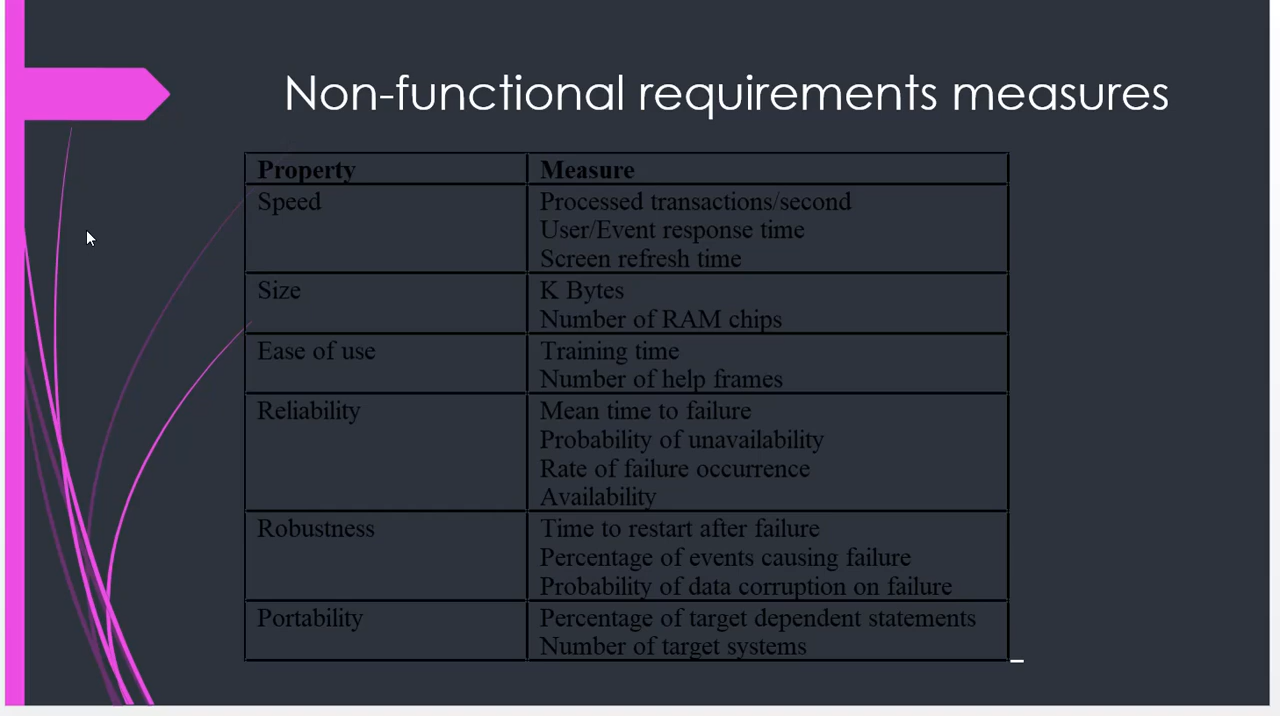 Non-functional requirements measures
Property Measure
Speed Processed transactions/second
User/Event response time
Screen refresh time
Size K Bytes
Number of RAM chips
Ease of use Training time
Number of help frames
Reliability Mean time to failure
Probability of unavailability
Rate of failure occurrence
Availability
Robustness Time to restart after failure
Percentage of events causing failure
Probability of data corruption on failure
Portability Percentage of target dependent statements
Number of target systems